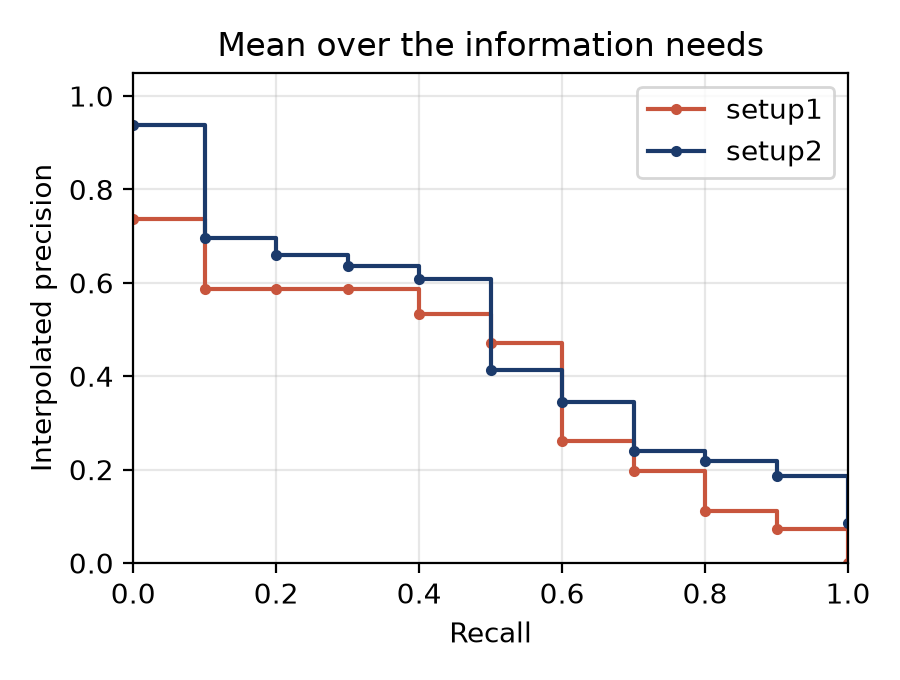 Mean over the information needs
setup1
setup2
Interpolated precision
1.0
0.8
0.6
0.4
0.2
0.0
0.0 0.2 0.4 0.6 0.8 1.0
Recall